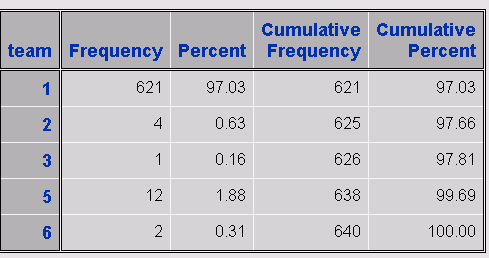 team Frequency Percent Cumulative Frequency Cumulative Percent
1 621 97.03 621 97.03
2 4 0.63 625 97.66
3 1 0.16 626 97.81
5 12 1.88 638 99.69
6 2 0.31 640 100.00